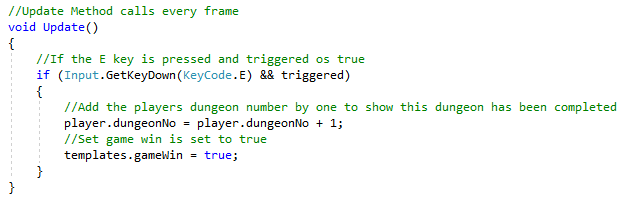 //Update Method calls every frame
void Update()
{
//If the E key is pressed and triggered os true
if (Input.GetKeyDown(KeyCode.E) && triggered)
{
//Add the players dungeon number by one to show this dungeon has been completed
player.dungeonNo = player.dungeonNo + 1;
//Set game win is set to true
templates.gameWin = true;
}
}